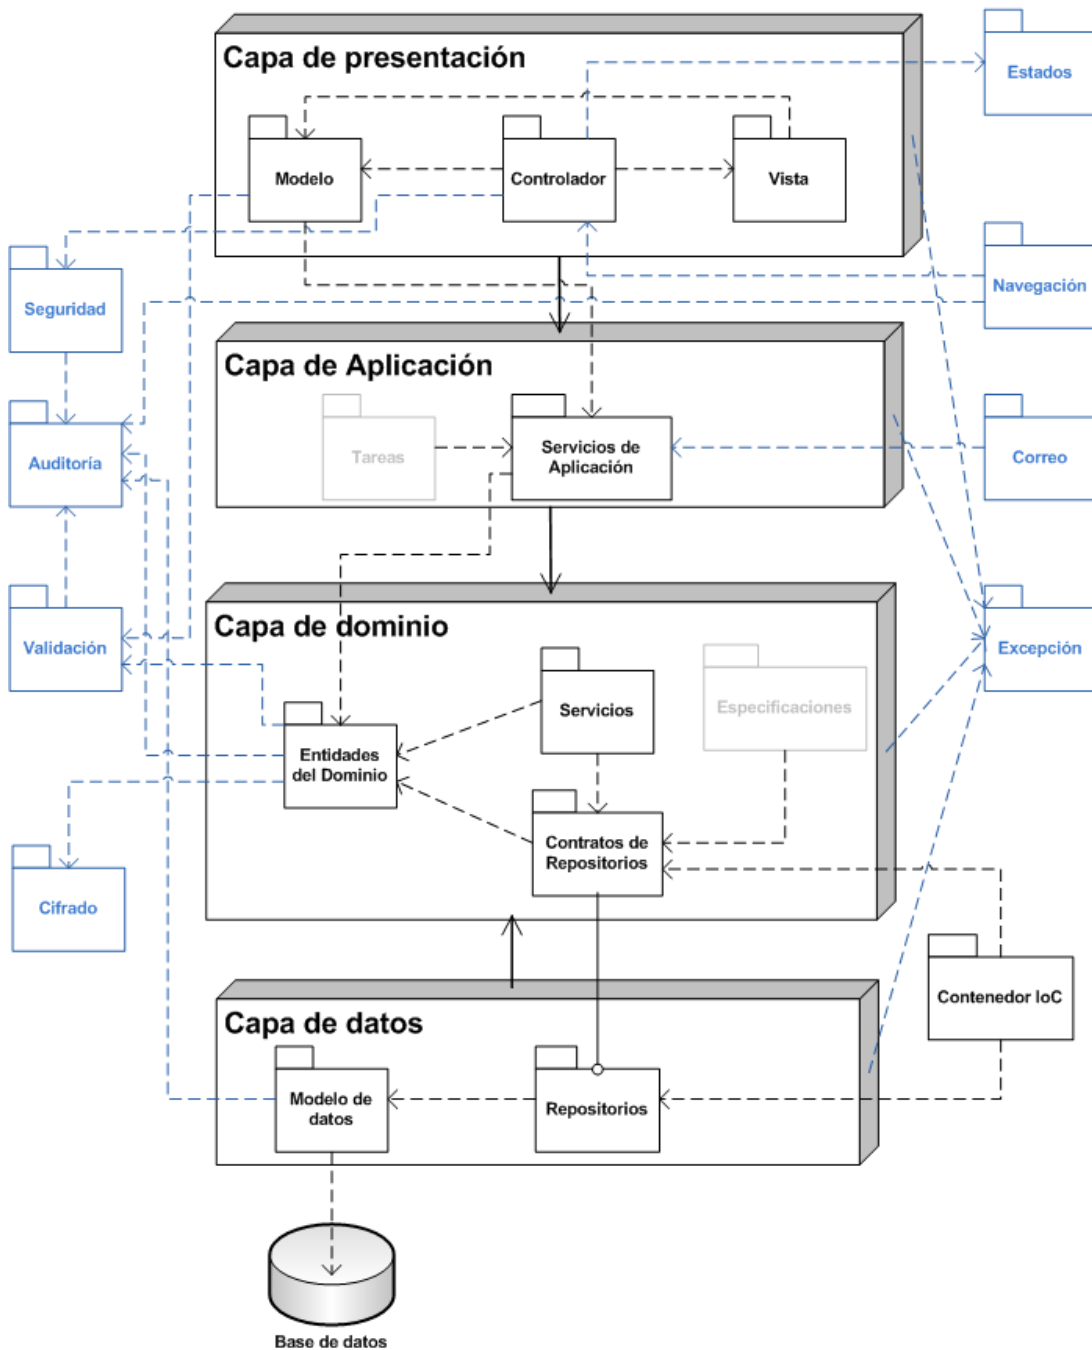 Capa de presentación
Estados
Modelo
Controlador
Vista
Seguridad
Navegación
Capa de Aplicación
Tareas
Servicios de
Aplicación
Auditoría
Correo
Capa de dominio
Validación
Servicios
Especificaciones
Excepción
Entidades
del Dominio
Contratos de
Repositorios
Cifrado
Contenedor IoC
Capa de datos
Modelo de
datos
Repositorios
Base de datos